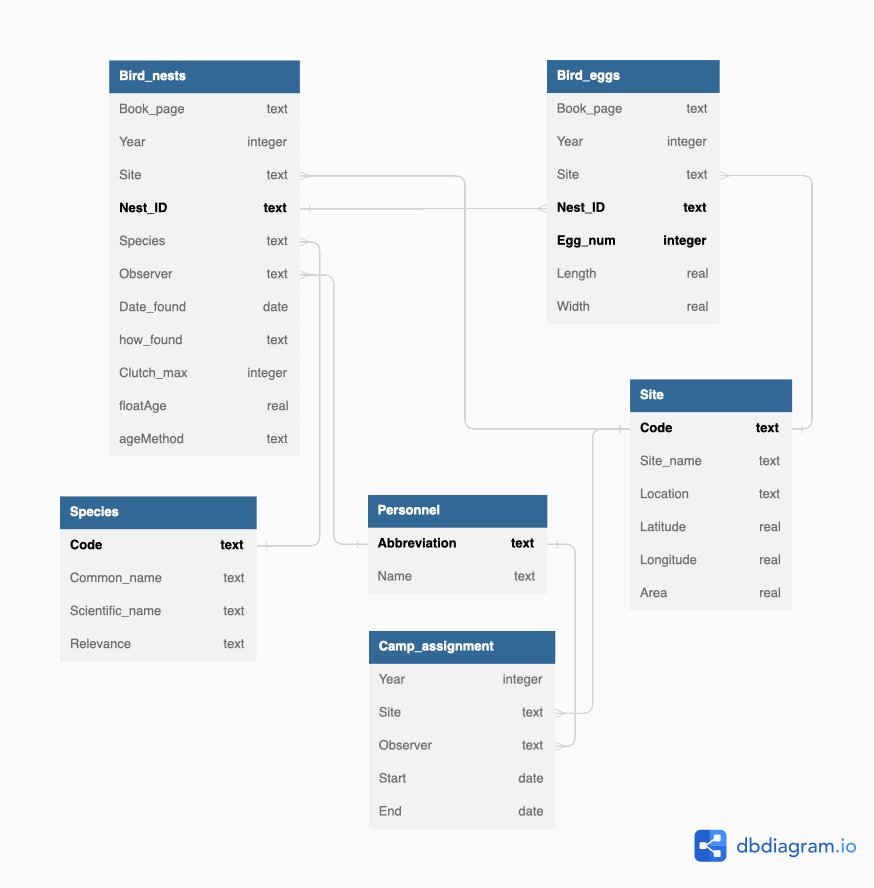 Bird_nests
Book_page text
Year integer
Site text
Nest_ID text
Species text
Observer text
Date_found date
how_found text
Clutch_max integer
floatAge real
ageMethod text
Bird_eggs
Book_page text
Year integer
Site text
Nest_ID text
Egg_num integer
Length real
Width real
Site
Code text
Site_name text
Location text
Latitude real
Longitude real
Area real
Species
Code text
Common_name text
Scientific_name text
Relevance text
Personnel
Abbreviation text
Name text
Camp_assignment
Year integer
Site text
Observer text
Start date
End date
dbdiagram.io